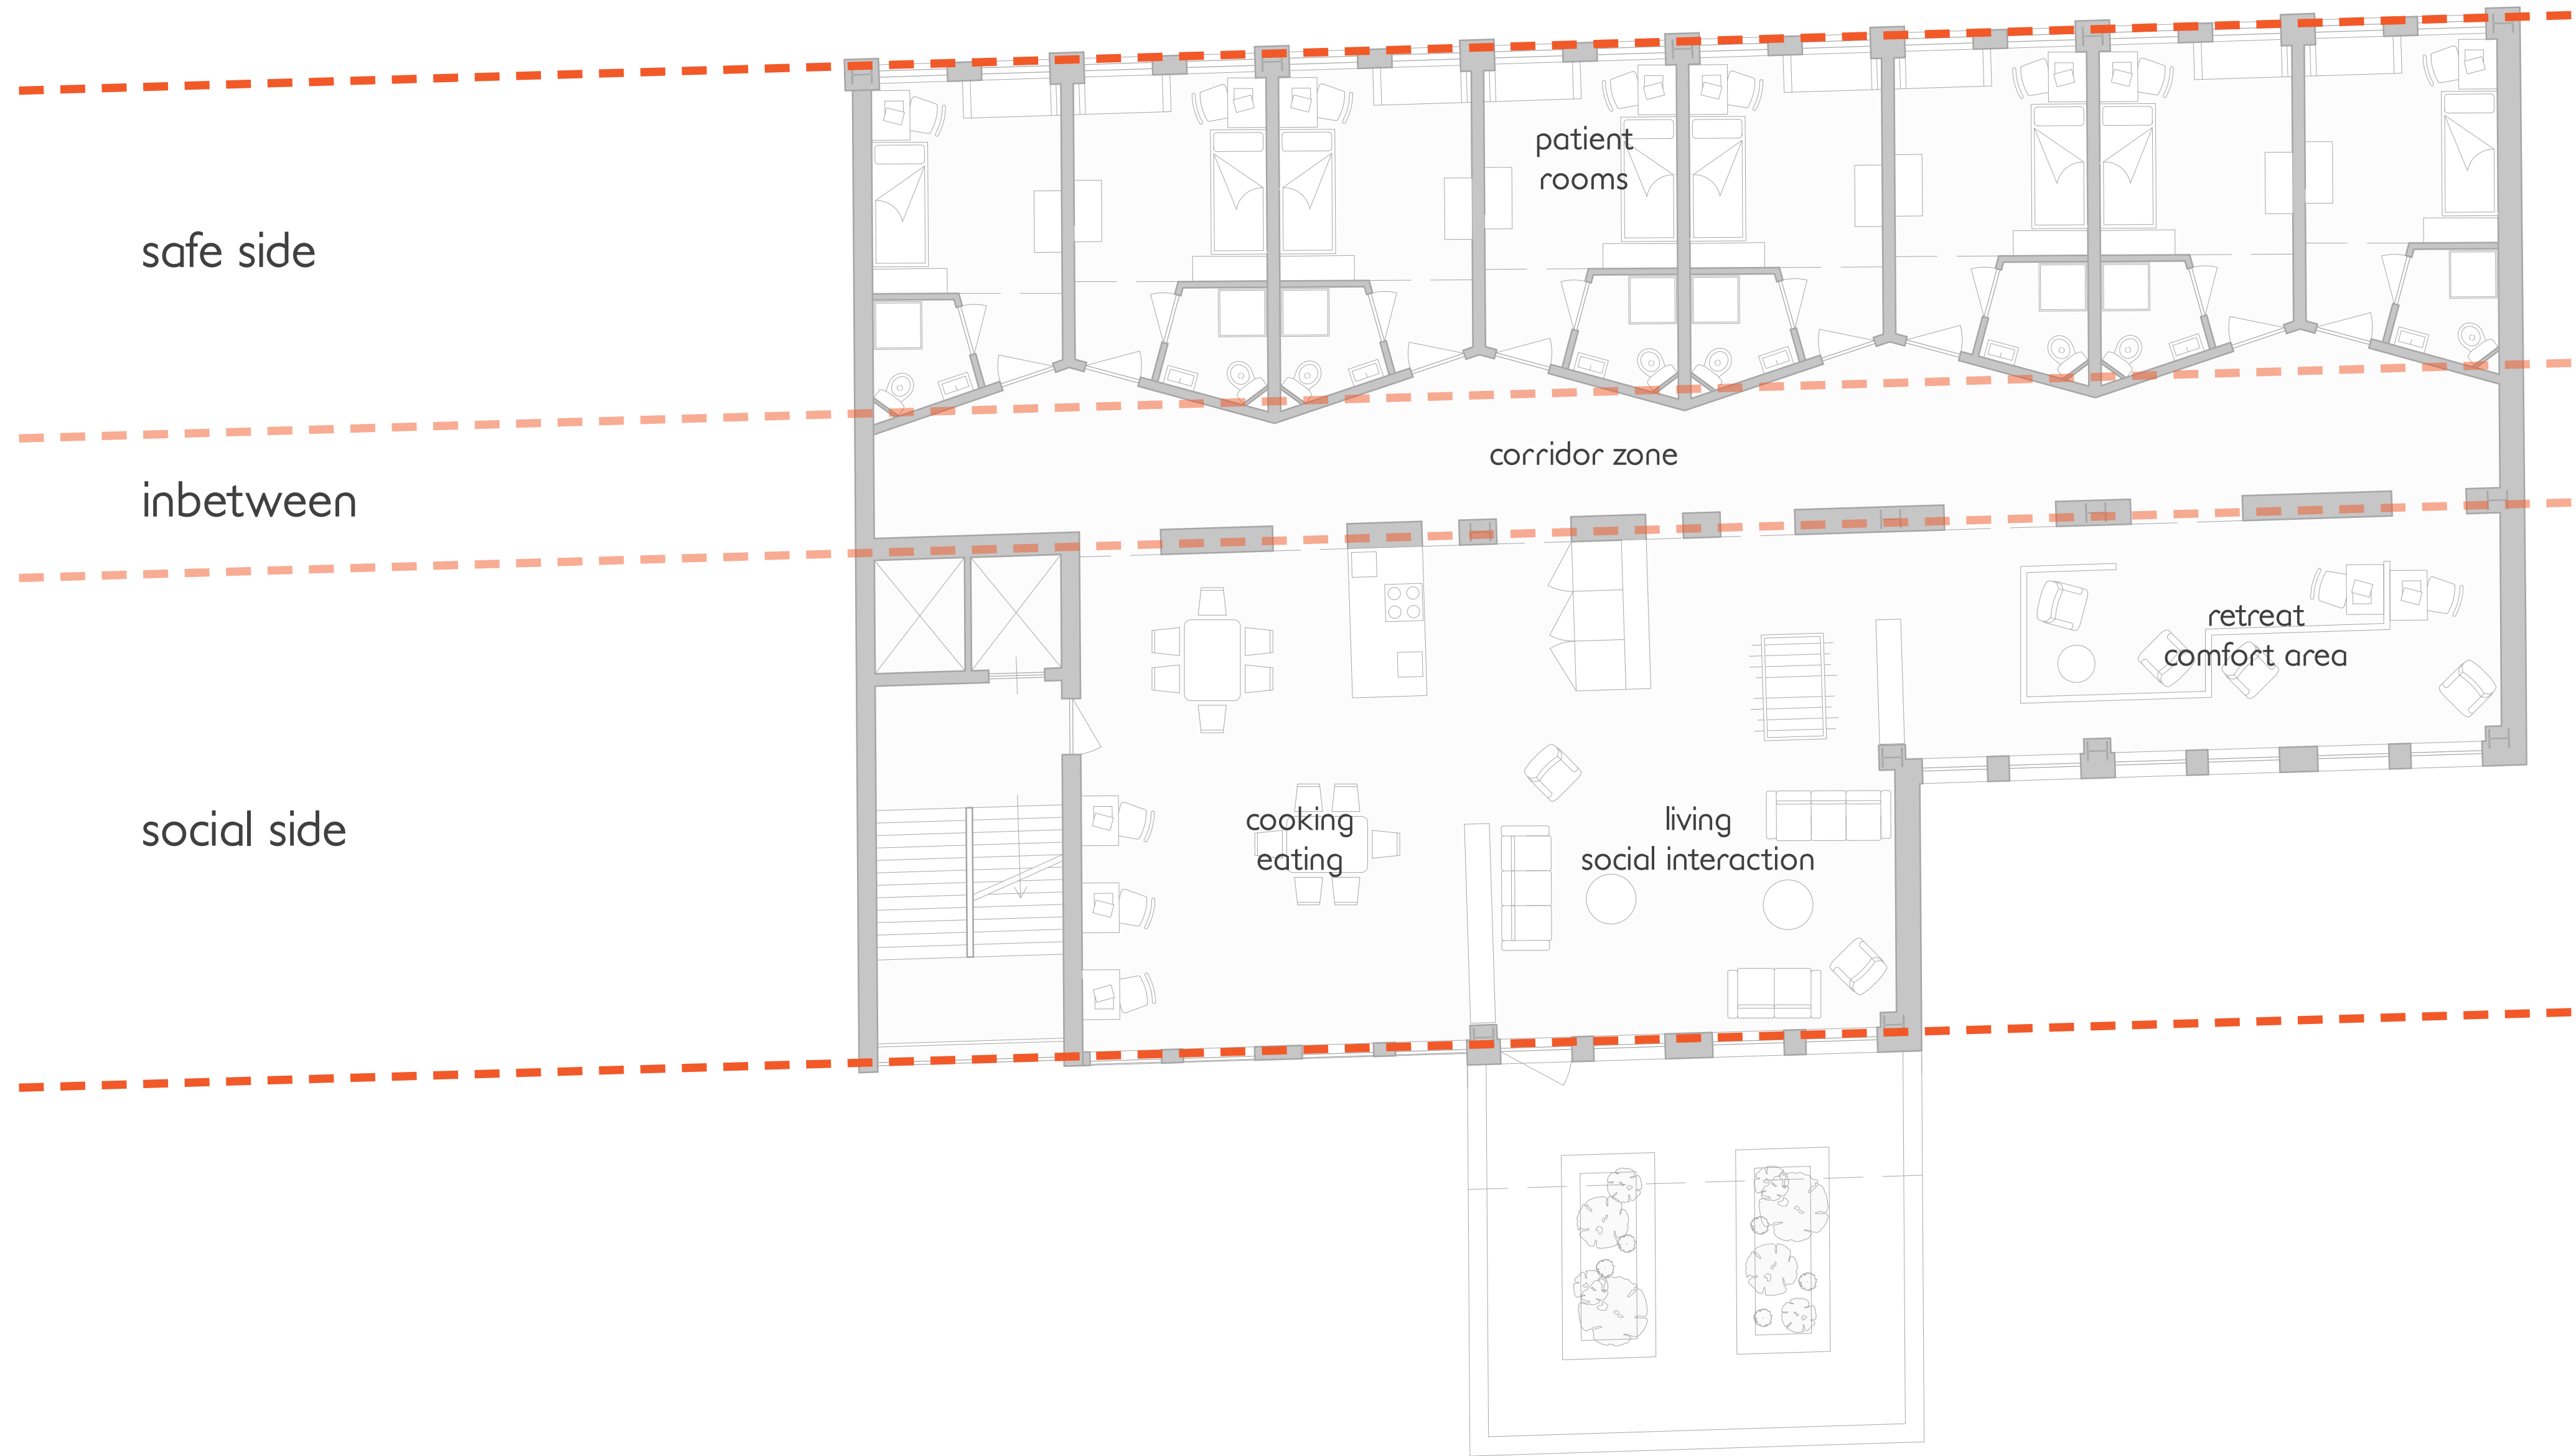 patient
rooms
safe side
corridor zone
inbetween
retreat
comfort area
social side
cooking
eating
living
social interaction